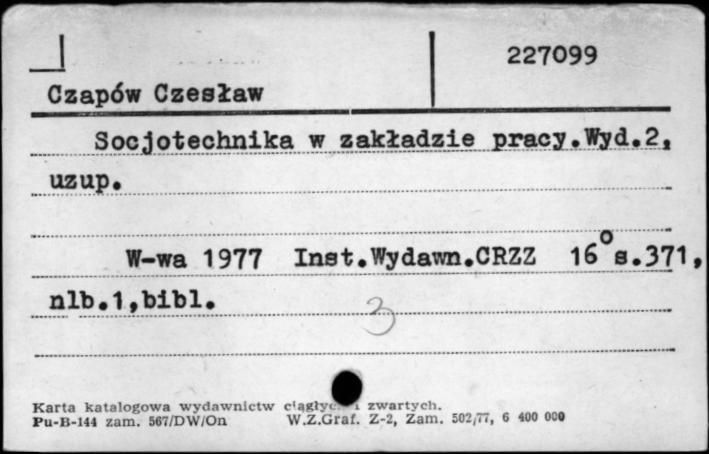 227099
Czapów Czesław
Socjotechnika w zakładzie pracy.Wyd.2,
uzup.
W-wa 1977 Inst.Wydawn.CRZZ 16° s.371,
nlb.1,bibl.
3
Karta katalogowa wydawnictw i zwartych.
Pu-B-144 zam. 567/DW/On W.Z.Graf. Z-2, Zam. 502/77, 6 400 000